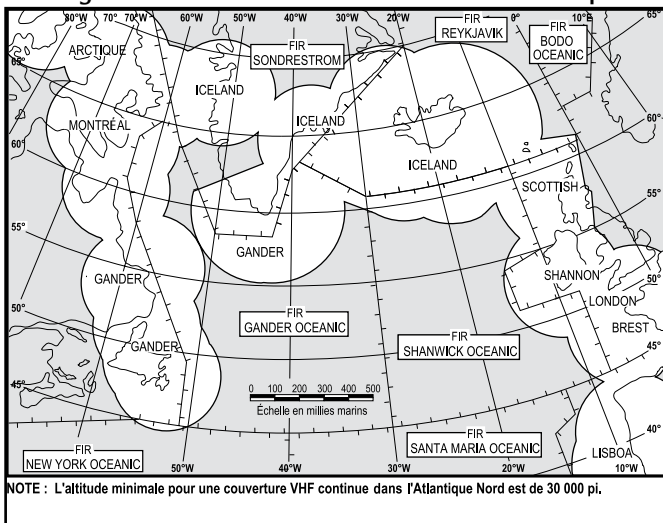 80° 70° 60° 50° 40° 30° 20° 10° 0° 10°
65°
65°
ARCTIQUE
FIR
SONDRESTROM
FIR
REYKJAVIK
FIR
BODO
OCEANIC
60°
ICELAND
ICELAND
MONTRÉAL
ICELAND
60°
SCOTTISH
55°
55°
GANDER
SHANNON
50°
GANDER
LONDON
50°
FIR
GANDER OCEANIC
BREST
GANDER
FIR
SHANWICK OCEANIC
45°
45°
0 100 200 300 400 500
Échelle en millies marins
40°
FIR
NEW YORK OCEANIC
FIR
SANTA MARIA OCEANIC
LISBOA
50°W 40°W 30°W 20°W 10°W
NOTE : L'altitude minimale pour une couverture VHF continue dans l'Atlantique Nord est de 30 000 pi.